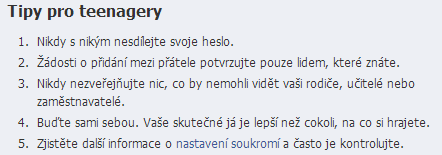 Tipy pro teenagery
1. Nikdy s nikým nesdílejte svoje heslo.
2. Žádosti o přidání mezi přátele potvrzujte pouze lidem, které znáte.
3. Nikdy nezveřejňujte nic, co by nemohli vidět vaši rodiče, učitelé nebo
zaměstnavatelé.
4. Buďte sami sebou. Vaše skutečné já je lepší než cokoli, na co si hrajete.
5. Zjistěte další informace o nastavení soukromí a často je kontrolujte.